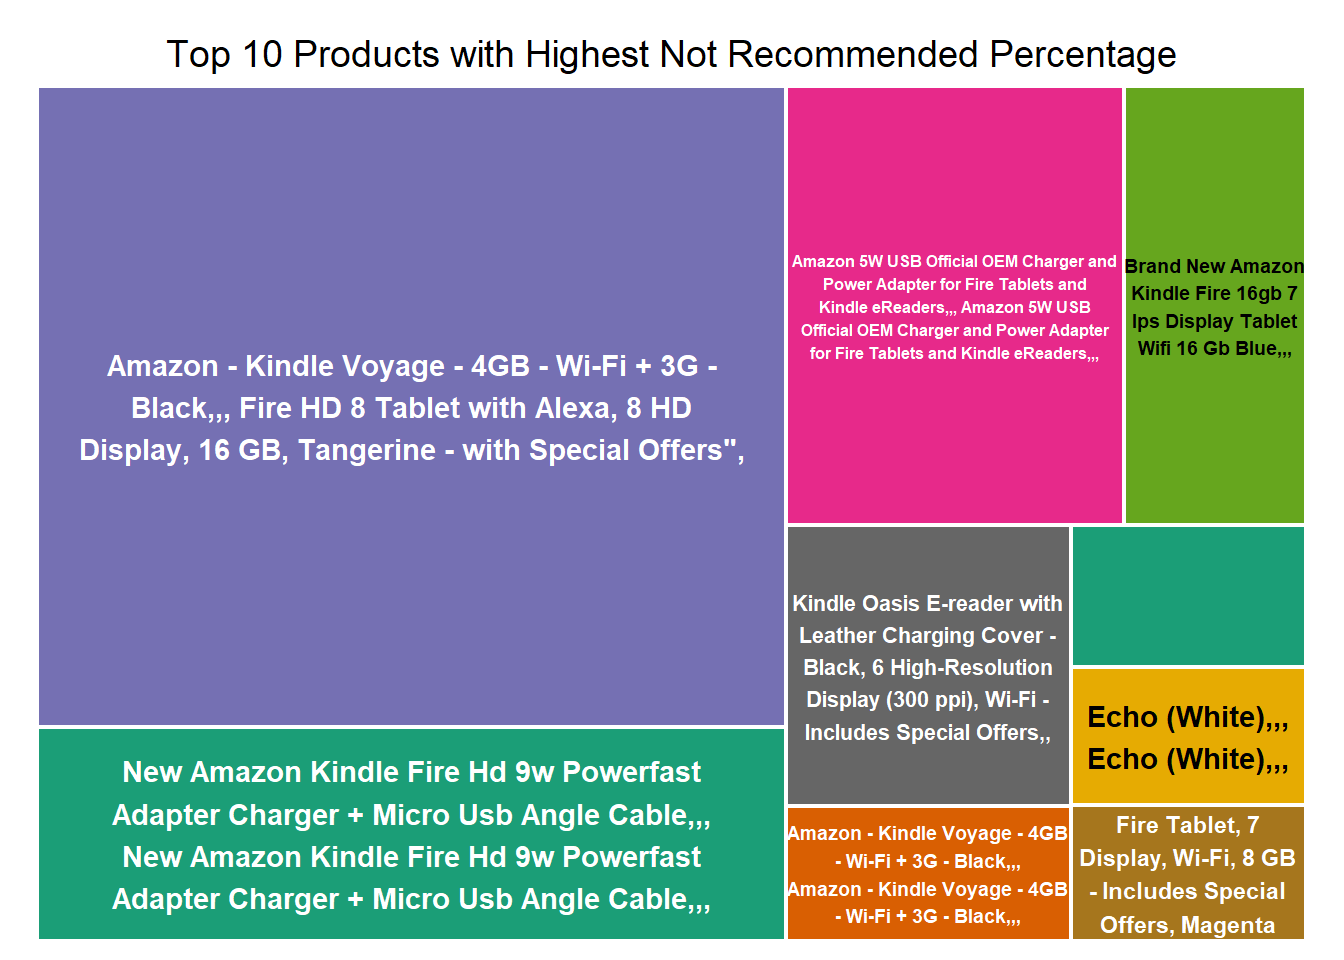 Top 10 Products with Highest Not Recommended Percentage
Amazon - Kindle Voyage - 4GB - Wi-Fi + 3G -
Black,,, Fire HD 8 Tablet with Alexa, 8 HD
Display, 16 GB, Tangerine - with Special Offers",
New Amazon Kindle Fire Hd 9w Powerfast
Adapter Charger + Micro Usb Angle Cable,,,
New Amazon Kindle Fire Hd 9w Powerfast
Adapter Charger + Micro Usb Angle Cable,,,
Amazon 5W USB Official OEM Charger and
Power Adapter for Fire Tablets and
Kindle eReaders,,, Amazon 5W USB
Official OEM Charger and Power Adapter
for Fire Tablets and Kindle eReaders,,,
Brand New Amazon
Kindle Fire 16gb 7
Ips Display Tablet
Wifi 16 Gb Blue,,,
Kindle Oasis E-reader with
Leather Charging Cover -
Black, 6 High-Resolution
Display (300 ppi), Wi-Fi -
Includes Special Offers,,
Amazon - Kindle Voyage - 4GB
- Wi-Fi + 3G - Black,,,
Amazon - Kindle Voyage - 4GB
- Wi-Fi + 3G - Black,,,
Echo (White),,,
Echo (White),,,
Fire Tablet, 7
Display, Wi-Fi, 8 GB
- Includes Special
Offers, Magenta